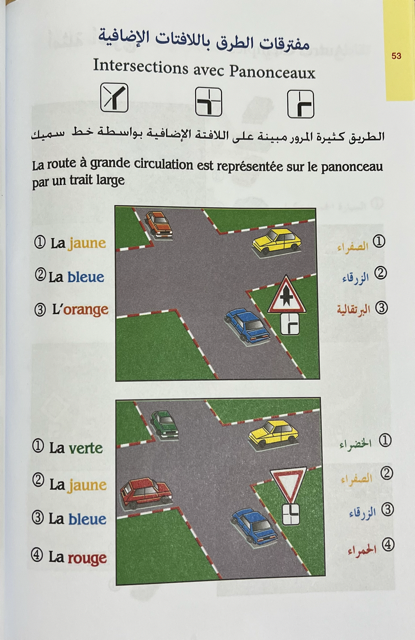 53
مفترقات الطرق باللافتات الإضافية
Intersections avec Panonceaux
الطريق كثيرة المرور مبينة على اللافتة الإضافية بواسطة خط سميك
La route à grande circulation est représentée sur le panonceau
par un trait large
① La jaune
② La bleue
③ L'orange
① الصفراء
② الزرقاء
③ البرتقالية
① La verte
② La jaune
③ La bleue
④ La rouge
① الخضراء
② الصفراء
③ الزرقاء
④ الحمراء